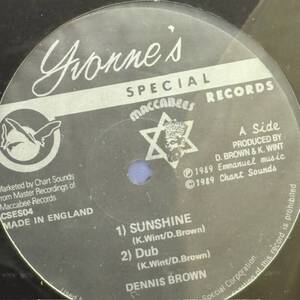 Yvonne's
SPECIAL
RECORDS
MACCABEES
A Side
PRODUCED BY
D. BROWN & K. WINT
℗ 1989 Emmanuel music
© 1989 Chart Sounds
Marketed by Chart Sounds
From Master Recordings of
Maccabee Records
CSES04
MADE IN ENGLAND
1) SUNSHINE
(K.Wint/D.Brown)
2) Dub
(K.Wint/D.Brown)
DENNIS BROWN